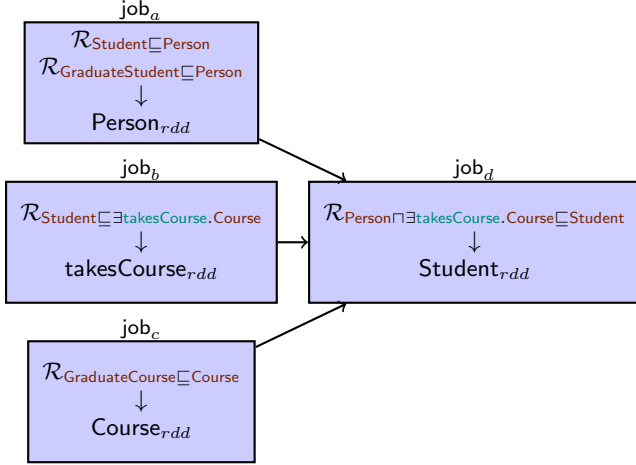 job_a
ℛ_Student⊑Person
ℛ_GraduateStudent⊑Person
↓
Person_rdd
job_b
ℛ_Student⊑∃takesCourse.Course
↓
takesCourse_rdd
job_c
ℛ_GraduateCourse⊑Course
↓
Course_rdd
job_d
ℛ_Person⊓∃takesCourse.Course⊑Student
↓
Student_rdd